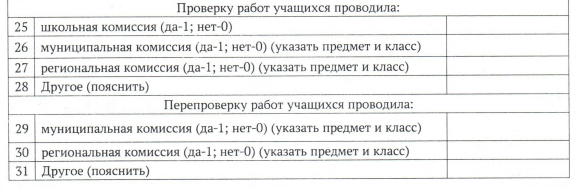 Проверку работ учащихся проводила:
25 школьная комиссия (да-1; нет-0)
26 муниципальная комиссия (да-1; нет-0) (указать предмет и класс)
27 региональная комиссия (да-1; нет-0) (указать предмет и класс)
28 Другое (пояснить)
Перепроверку работ учащихся проводила:
29 муниципальная комиссия (да-1; нет-0) (указать предмет и класс)
30 региональная комиссия (да-1; нет-0) (указать предмет и класс)
31 Другое (пояснить)